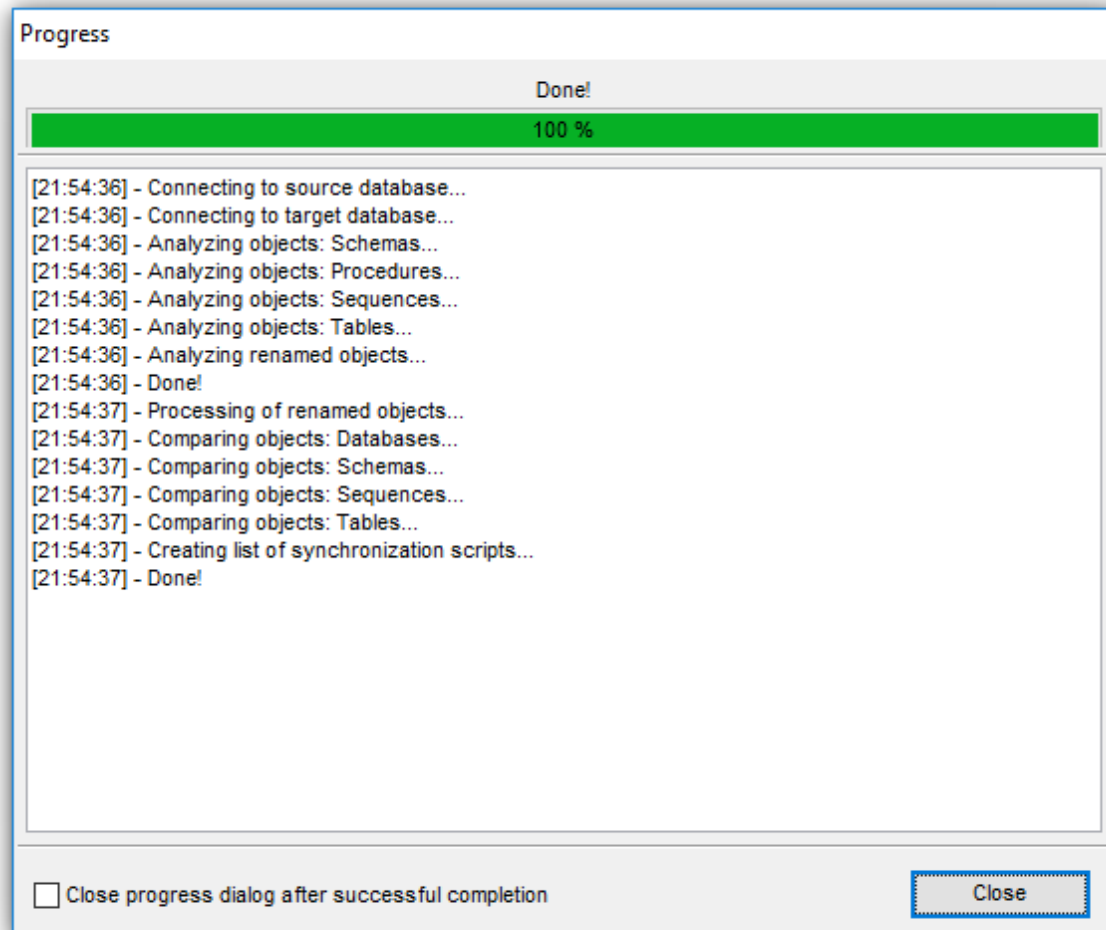 Progress
Done!
100 %
[21:54:36] - Connecting to source database...
[21:54:36] - Connecting to target database...
[21:54:36] - Analyzing objects: Schemas...
[21:54:36] - Analyzing objects: Procedures...
[21:54:36] - Analyzing objects: Sequences...
[21:54:36] - Analyzing objects: Tables...
[21:54:36] - Analyzing renamed objects...
[21:54:36] - Done!
[21:54:37] - Processing of renamed objects...
[21:54:37] - Comparing objects: Databases...
[21:54:37] - Comparing objects: Schemas...
[21:54:37] - Comparing objects: Sequences...
[21:54:37] - Comparing objects: Tables...
[21:54:37] - Creating list of synchronization scripts...
[21:54:37] - Done!
Close progress dialog after successful completion
Close